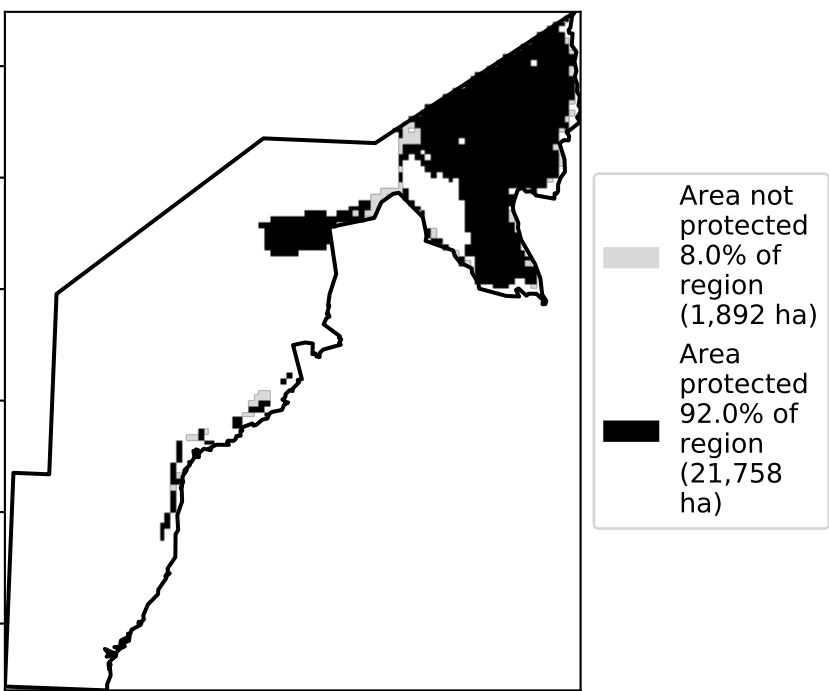 Area not
protected
8.0% of
region
(1,892 ha)
Area
protected
92.0% of
region
(21,758
ha)